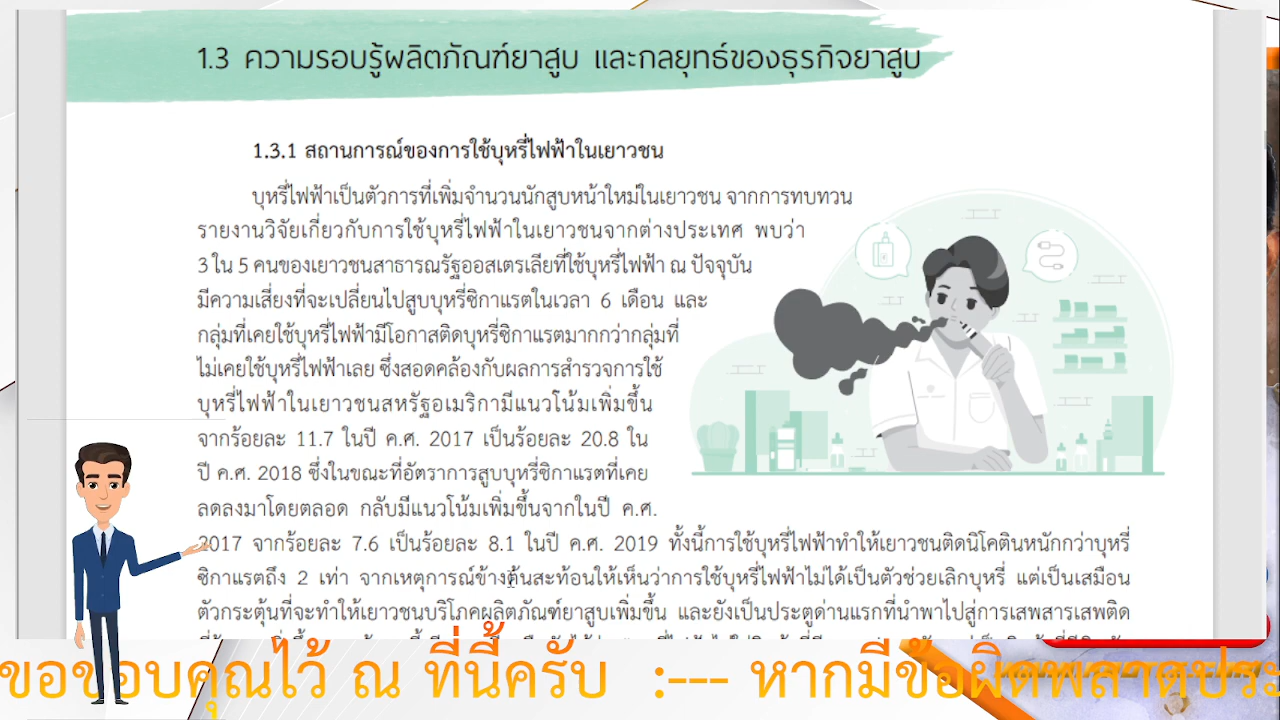 1.3 ความรอบรู้ผลิตภัณฑ์ยาสูบ และกลยุทธ์ของธุรกิจยาสูบ
1.3.1 สถานการณ์ของการใช้บุหรี่ไฟฟ้าในเยาวชน
บุหรี่ไฟฟ้าเป็นตัวการที่เพิ่มจำนวนนักสูบหน้าใหม่ในเยาวชน จากการทบทวน
รายงานวิจัยเกี่ยวกับการใช้บุหรี่ไฟฟ้าในเยาวชนจากต่างประเทศ พบว่า
3 ใน 5 คนของเยาวชนสาธารณรัฐออสเตรเลียที่ใช้บุหรี่ไฟฟ้า ณ ปัจจุบัน
มีความเสี่ยงที่จะเปลี่ยนไปสูบบุหรี่ซิกาแรตในเวลา 6 เดือน และ
กลุ่มที่เคยใช้บุหรี่ไฟฟ้ามีโอกาสติดบุหรี่ซิกาแรตมากกว่ากลุ่มที่
ไม่เคยใช้บุหรี่ไฟฟ้าเลย ซึ่งสอดคล้องกับผลการสำรวจการใช้
บุหรี่ไฟฟ้าในเยาวชนสหรัฐอเมริกามีแนวโน้มเพิ่มขึ้น
จากร้อยละ 11.7 ในปี ค.ศ. 2017 เป็นร้อยละ 20.8 ใน
ปี ค.ศ. 2018 ซึ่งในขณะที่อัตราการสูบบุหรี่ซิกาแรตที่เคย
ลดลงมาโดยตลอด กลับมีแนวโน้มเพิ่มขึ้นจากในปี ค.ศ.
2017 จากร้อยละ 7.6 เป็นร้อยละ 8.1 ในปี ค.ศ. 2019 ทั้งนี้การใช้บุหรี่ไฟฟ้าทำให้เยาวชนติดนิโคตินหนักกว่าบุหรี่
ซิกาแรตถึง 2 เท่า จากเหตุการณ์ข้างต้นสะท้อนให้เห็นว่าการใช้บุหรี่ไฟฟ้าไม่ได้เป็นตัวช่วยเลิกบุหรี่ แต่เป็นเสมือน
ตัวกระตุ้นที่จะทำให้เยาวชนบริโภคผลิตภัณฑ์ยาสูบเพิ่มขึ้น และยังเป็นประตูด่านแรกที่นำพาไปสู่การเสพสารเสพติด
ขอขอบคุณไว้ ณ ที่นี้ครับ :--- หากมีข้อผิดพลาดประ